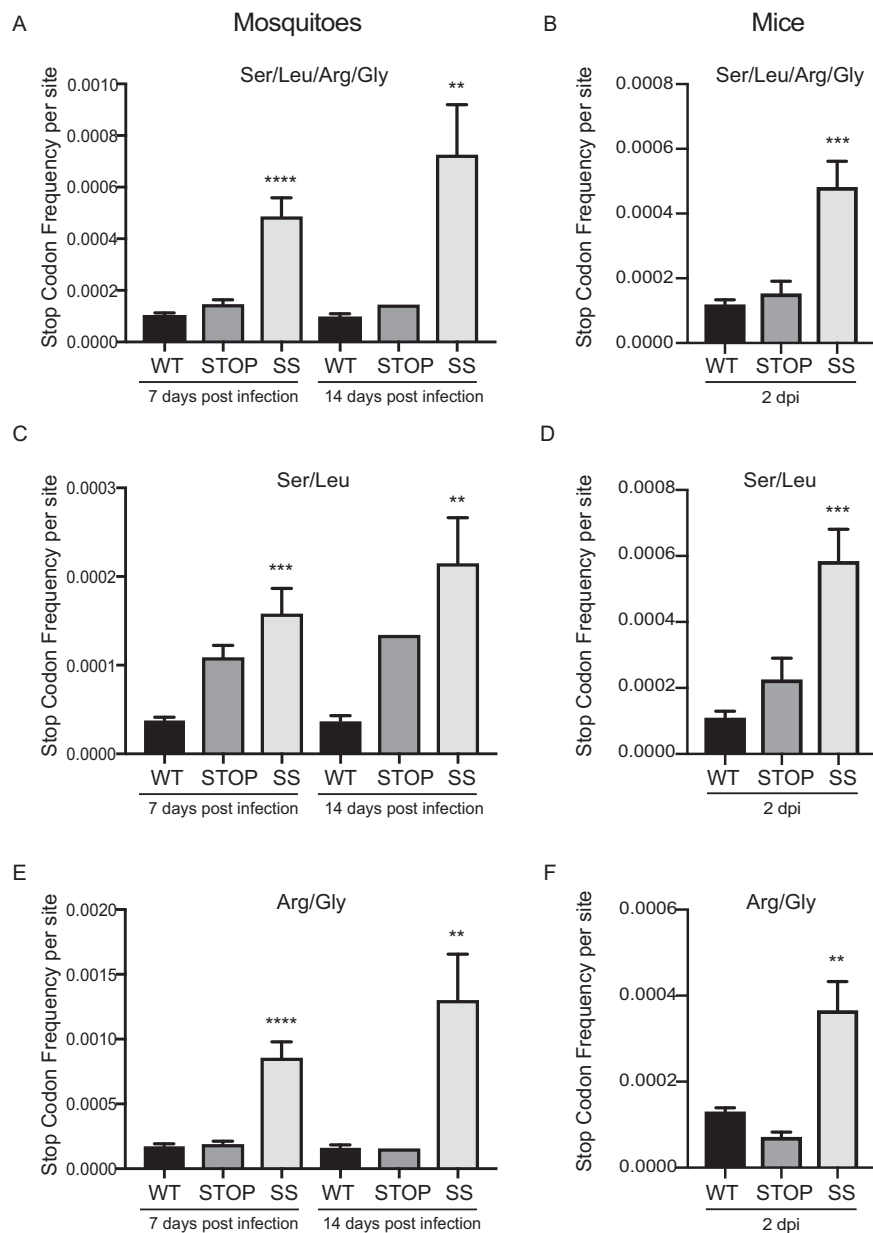 A
Mosquitoes
Ser/Leu/Arg/Gly
Stop Codon Frequency per site
0.0010
0.0008
0.0006
0.0004
0.0002
0.0000
****
**
WT STOP SS WT STOP SS
7 days post infection 14 days post infection
B
Mice
Ser/Leu/Arg/Gly
Stop Codon Frequency per site
0.0008
0.0006
0.0004
0.0002
0.0000
***
WT STOP SS
2 dpi
C
Ser/Leu
Stop Codon Frequency per site
0.0003
0.0002
0.0001
0.0000
***
**
WT STOP SS WT STOP SS
7 days post infection 14 days post infection
D
Ser/Leu
Stop Codon Frequency per site
0.0008
0.0006
0.0004
0.0002
0.0000
***
WT STOP SS
2 dpi
E
Arg/Gly
Stop Codon Frequency per site
0.0020
0.0015
0.0010
0.0005
0.0000
****
**
WT STOP SS WT STOP SS
7 days post infection 14 days post infection
F
Arg/Gly
Stop Codon Frequency per site
0.0006
0.0004
0.0002
0.0000
**
WT STOP SS
2 dpi